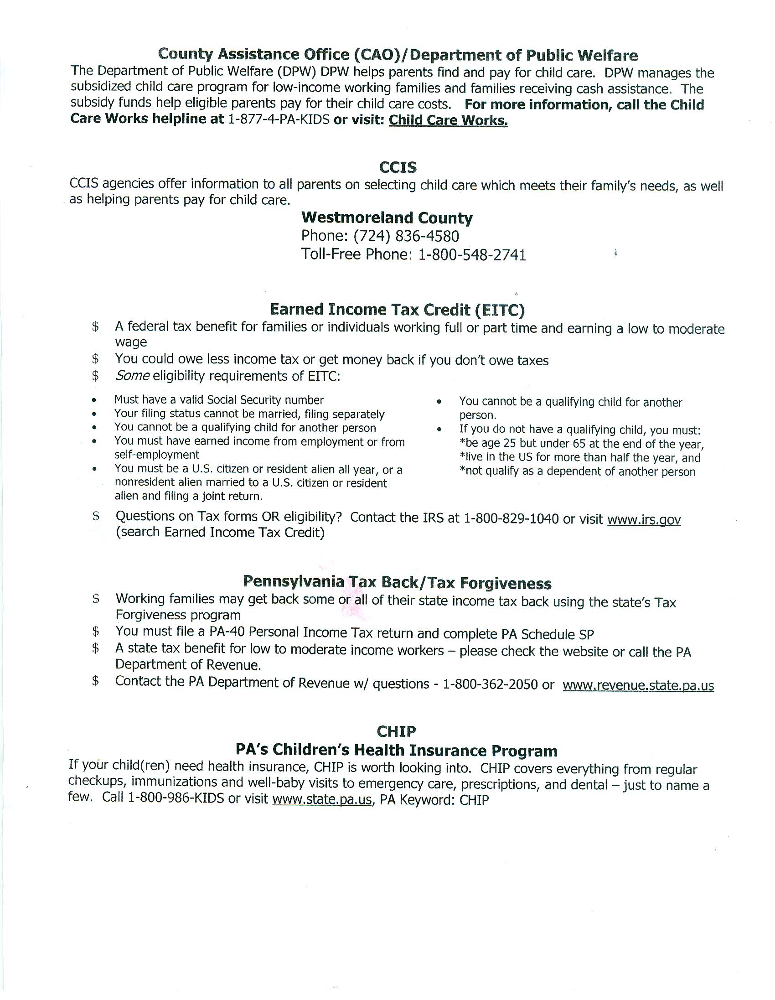 County Assistance Office (CAO)/Department of Public Welfare
The Department of Public Welfare (DPW) DPW helps parents find and pay for child care.  DPW manages the
subsidized child care program for low-income working families and families receiving cash assistance.  The
subsidy funds help eligible parents pay for their child care costs.   For more information, call the Child
Care Works helpline at 1-877-4-PA-KIDS or visit: Child Care Works.
CCIS
CCIS agencies offer information to all parents on selecting child care which meets their family's needs, as well
as helping parents pay for child care.
Westmoreland County
Phone: (724) 836-4580
Toll-Free Phone: 1-800-548-2741
Earned Income Tax Credit (EITC)
$ A federal tax benefit for families or individuals working full or part time and earning a low to moderate
wage
$ You could owe less income tax or get money back if you don't owe taxes
$ Some eligibility requirements of EITC:
• Must have a valid Social Security number
• Your filing status cannot be married, filing separately
• You cannot be a qualifying child for another person
• You must have earned income from employment or from
self-employment
• You must be a U.S. citizen or resident alien all year, or a
nonresident alien married to a U.S. citizen or resident
alien and filing a joint return.
• You cannot be a qualifying child for another
person.
• If you do not have a qualifying child, you must:
*be age 25 but under 65 at the end of the year,
*live in the US for more than half the year, and
*not qualify as a dependent of another person
$ Questions on Tax forms OR eligibility?  Contact the IRS at 1-800-829-1040 or visit www.irs.gov
(search Earned Income Tax Credit)
Pennsylvania Tax Back/Tax Forgiveness
$ Working families may get back some or all of their state income tax back using the state's Tax
Forgiveness program
$ You must file a PA-40 Personal Income Tax return and complete PA Schedule SP
$ A state tax benefit for low to moderate income workers – please check the website or call the PA
Department of Revenue.
$ Contact the PA Department of Revenue w/ questions - 1-800-362-2050 or  www.revenue.state.pa.us
CHIP
PA's Children's Health Insurance Program
If your child(ren) need health insurance, CHIP is worth looking into.  CHIP covers everything from regular
checkups, immunizations and well-baby visits to emergency care, prescriptions, and dental – just to name a
few.  Call 1-800-986-KIDS or visit www.state.pa.us, PA Keyword: CHIP